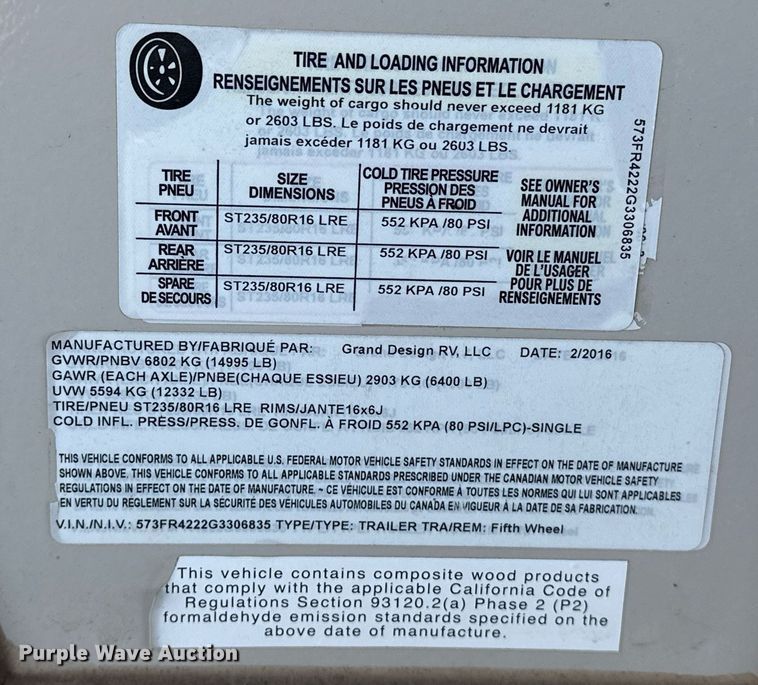 TIRE AND LOADING INFORMATION
RENSEIGNEMENTS SUR LES PNEUS ET LE CHARGEMENT
The weight of cargo should never exceed 1181 KG
or 2603 LBS. Le poids de chargement ne devrait
jamais excéder 1181 KG ou 2603 LBS.
TIRE PNEU
SIZE DIMENSIONS
COLD TIRE PRESSURE PRESSION DES PNEUS À FROID
SEE OWNER'S MANUAL FOR ADDITIONAL INFORMATION
VOIR LE MANUEL DE L'USAGER POUR PLUS DE RENSEIGNEMENTS
FRONT AVANT ST235/80R16 LRE 552 KPA /80 PSI
REAR ARRIÈRE ST235/80R16 LRE 552 KPA /80 PSI
SPARE DE SECOURS ST235/80R16 LRE 552 KPA /80 PSI
573FR4222G3306835
MANUFACTURED BY/FABRIQUÉ PAR: Grand Design RV, LLC DATE: 2/2016
GVWR/PNBV 6802 KG (14995 LB)
GAWR (EACH AXLE)/PNBE(CHAQUE ESSIEU) 2903 KG (6400 LB)
UVW 5594 KG (12332 LB)
TIRE/PNEU ST235/80R16 LRE RIMS/JANTE16x6J
COLD INFL. PRESS/PRESS. DE GONFL. À FROID 552 KPA (80 PSI/LPC)-SINGLE
THIS VEHICLE CONFORMS TO ALL APPLICABLE U.S. FEDERAL MOTOR VEHICLE SAFETY STANDARDS IN EFFECT ON THE DATE OF MANUFACTURE
SHOWN ABOVE. THIS VEHICLE CONFORMS TO ALL APPLICABLE STANDARDS PRESCRIBED UNDER THE CANADIAN MOTOR VEHICLE SAFETY
REGULATIONS IN EFFECT ON THE DATE OF MANUFACTURE. ~ CE VÉHICULE EST CONFORME À TOUTES LES NORMES QUI LUI SONT APPLICABLES
EN VERTU DU RÈGLEMENT SUR LA SÉCURITÉ DES VÉHICULES AUTOMOBILES DU CANADA EN VIGUEUR À LA DATE DE SA FABRICATION.
V.I.N./N.I.V.: 573FR4222G3306835 TYPE/TYPE: TRAILER TRA/REM: Fifth Wheel
This vehicle contains composite wood products
that comply with the applicable California Code of
Regulations Section 93120.2(a) Phase 2 (P2)
formaldehyde emission standards specified on the
above date of manufacture.
Purple Wave Auction